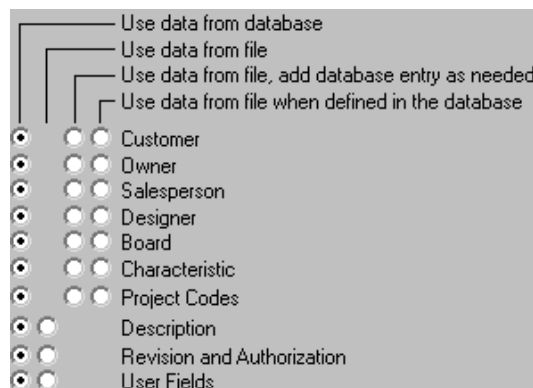 Use data from database
Use data from file
Use data from file, add database entry as needed
Use data from file when defined in the database
Customer
Owner
Salesperson
Designer
Board
Characteristic
Project Codes
Description
Revision and Authorization
User Fields